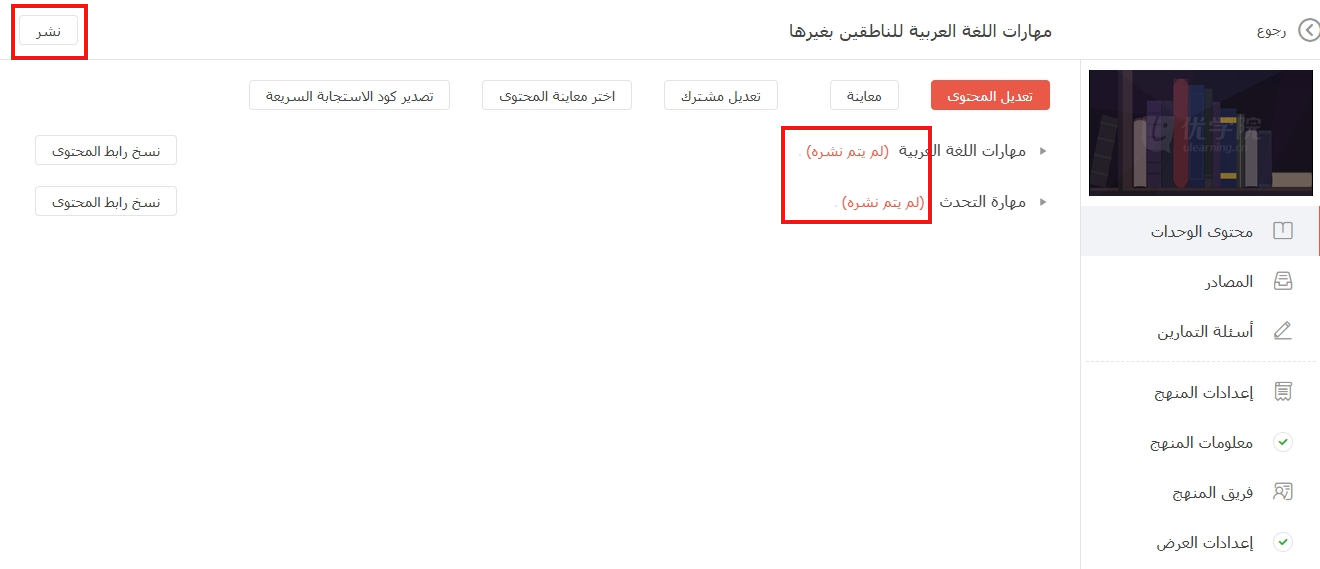 رجوع
مهارات اللغة العربية للناطقين بغيرها
نشر
优学院
ulearning.cn
محتوى الوحدات
المصادر
أسئلة التمارين
إعدادات المنهج
معلومات المنهج
فريق المنهج
إعدادات العرض
تعديل المحتوى
معاينة
تعديل مشترك
اختر معاينة المحتوى
تصدير كود الاستجابة السريعة
مهارات اللغة العربية (لم يتم نشره) .
نسخ رابط المحتوى
مهارة التحدث (لم يتم نشره) .
نسخ رابط المحتوى